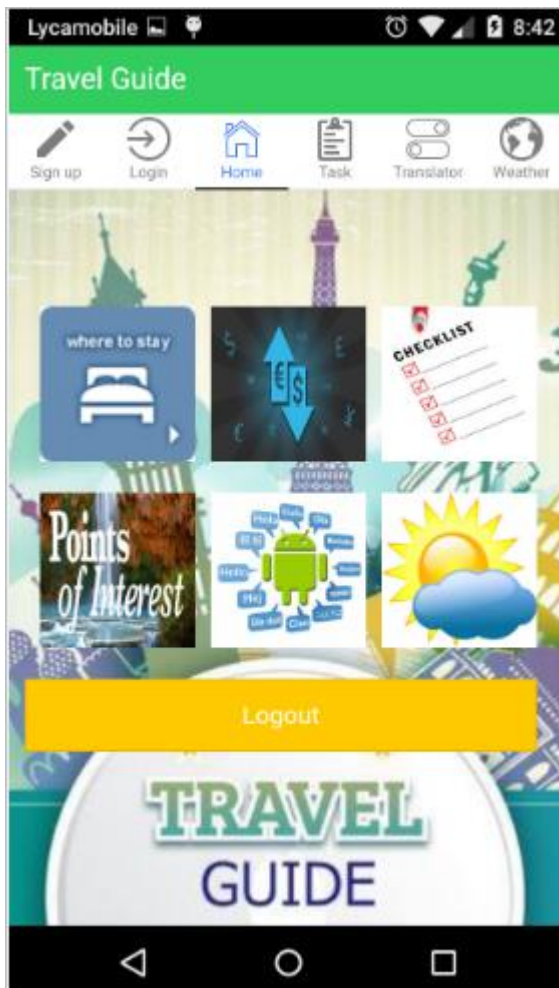 Lycamobile 8:42
Travel Guide
Sign up Login Home Task Translator Weather
where to stay
£ $
CHECKLIST
Points
of Interest
Hello
Logout
TRAVEL
GUIDE